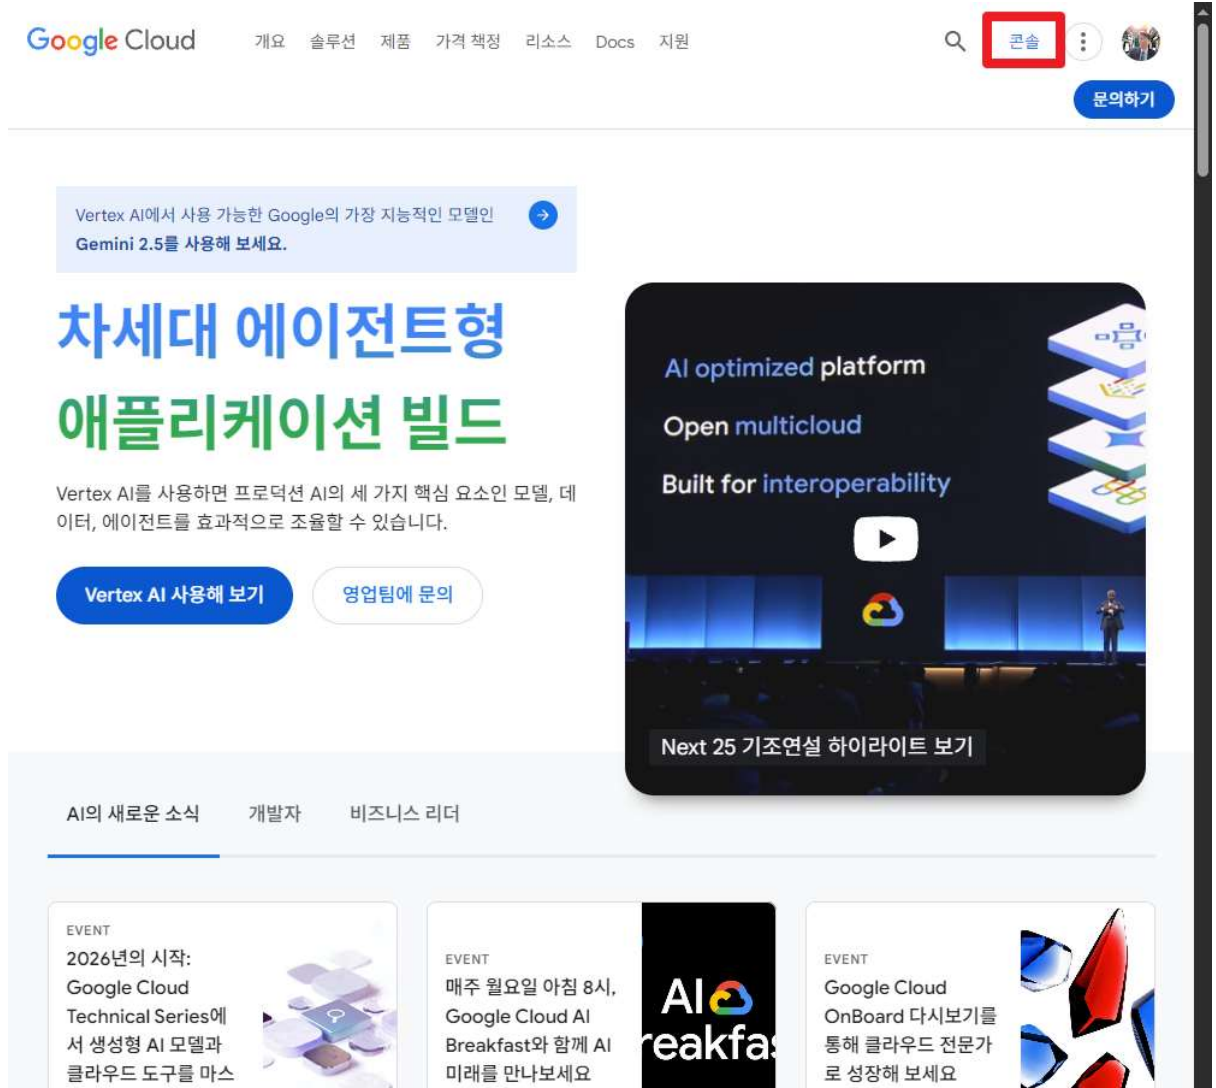 Google Cloud 개요 솔루션 제품 가격 책정 리소스 Docs 지원 콘솔
문의하기
Vertex AI에서 사용 가능한 Google의 가장 지능적인 모델인
Gemini 2.5를 사용해 보세요.
차세대 에이전트형
애플리케이션 빌드
Vertex AI를 사용하면 프로덕션 AI의 세 가지 핵심 요소인 모델, 데
이터, 에이전트를 효과적으로 조율할 수 있습니다.
Vertex AI 사용해 보기 영업팀에 문의
AI optimized platform
Open multicloud
Built for interoperability
Next 25 기조연설 하이라이트 보기
AI의 새로운 소식 개발자 비즈니스 리더
EVENT
2026년의 시작:
Google Cloud
Technical Series에
서 생성형 AI 모델과
클라우드 도구를 마스
EVENT
매주 월요일 아침 8시,
Google Cloud AI
Breakfast와 함께 AI
미래를 만나보세요
AI
reakfas
EVENT
Google Cloud
OnBoard 다시보기를
통해 클라우드 전문가
로 성장해 보세요